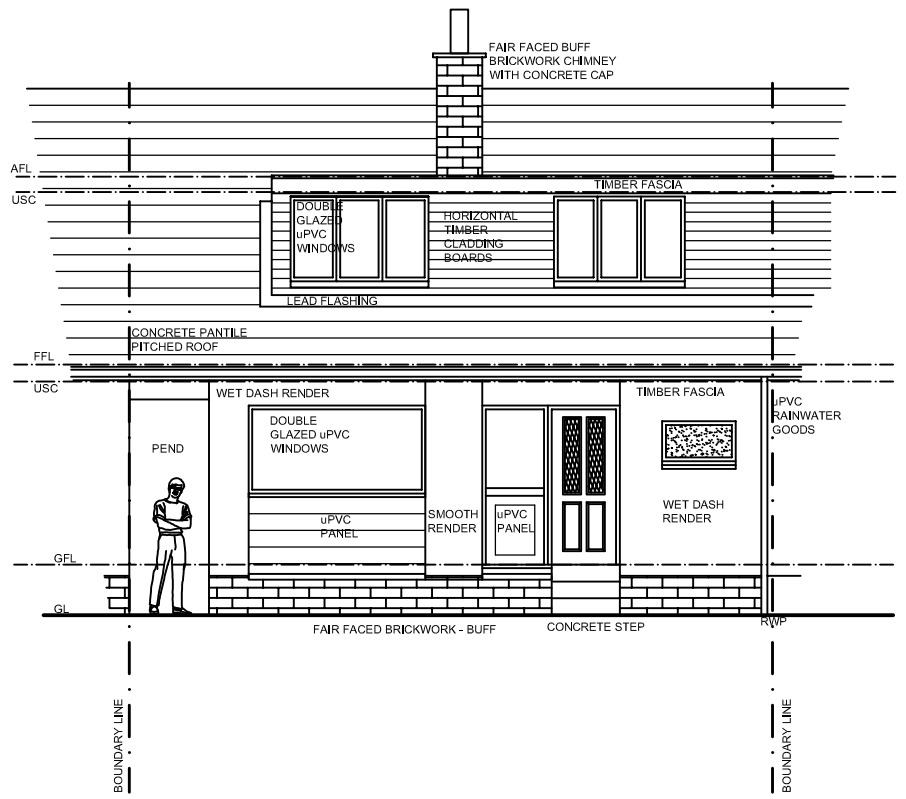 FAIR FACED BUFF
BRICKWORK CHIMNEY
WITH CONCRETE CAP
AFL
TIMBER FASCIA
USC
DOUBLE
GLAZED
uPVC
WINDOWS
HORIZONTAL
TIMBER
CLADDING
BOARDS
LEAD FLASHING
CONCRETE PANTILE
PITCHED ROOF
FFL
USC
WET DASH RENDER
TIMBER FASCIA
uPVC
RAINWATER
GOODS
DOUBLE
GLAZED uPVC
WINDOWS
PEND
uPVC
PANEL
SMOOTH
RENDER
uPVC
PANEL
WET DASH
RENDER
GFL
GL
FAIR FACED BRICKWORK - BUFF
CONCRETE STEP
RWP
BOUNDARY LINE
BOUNDARY LINE